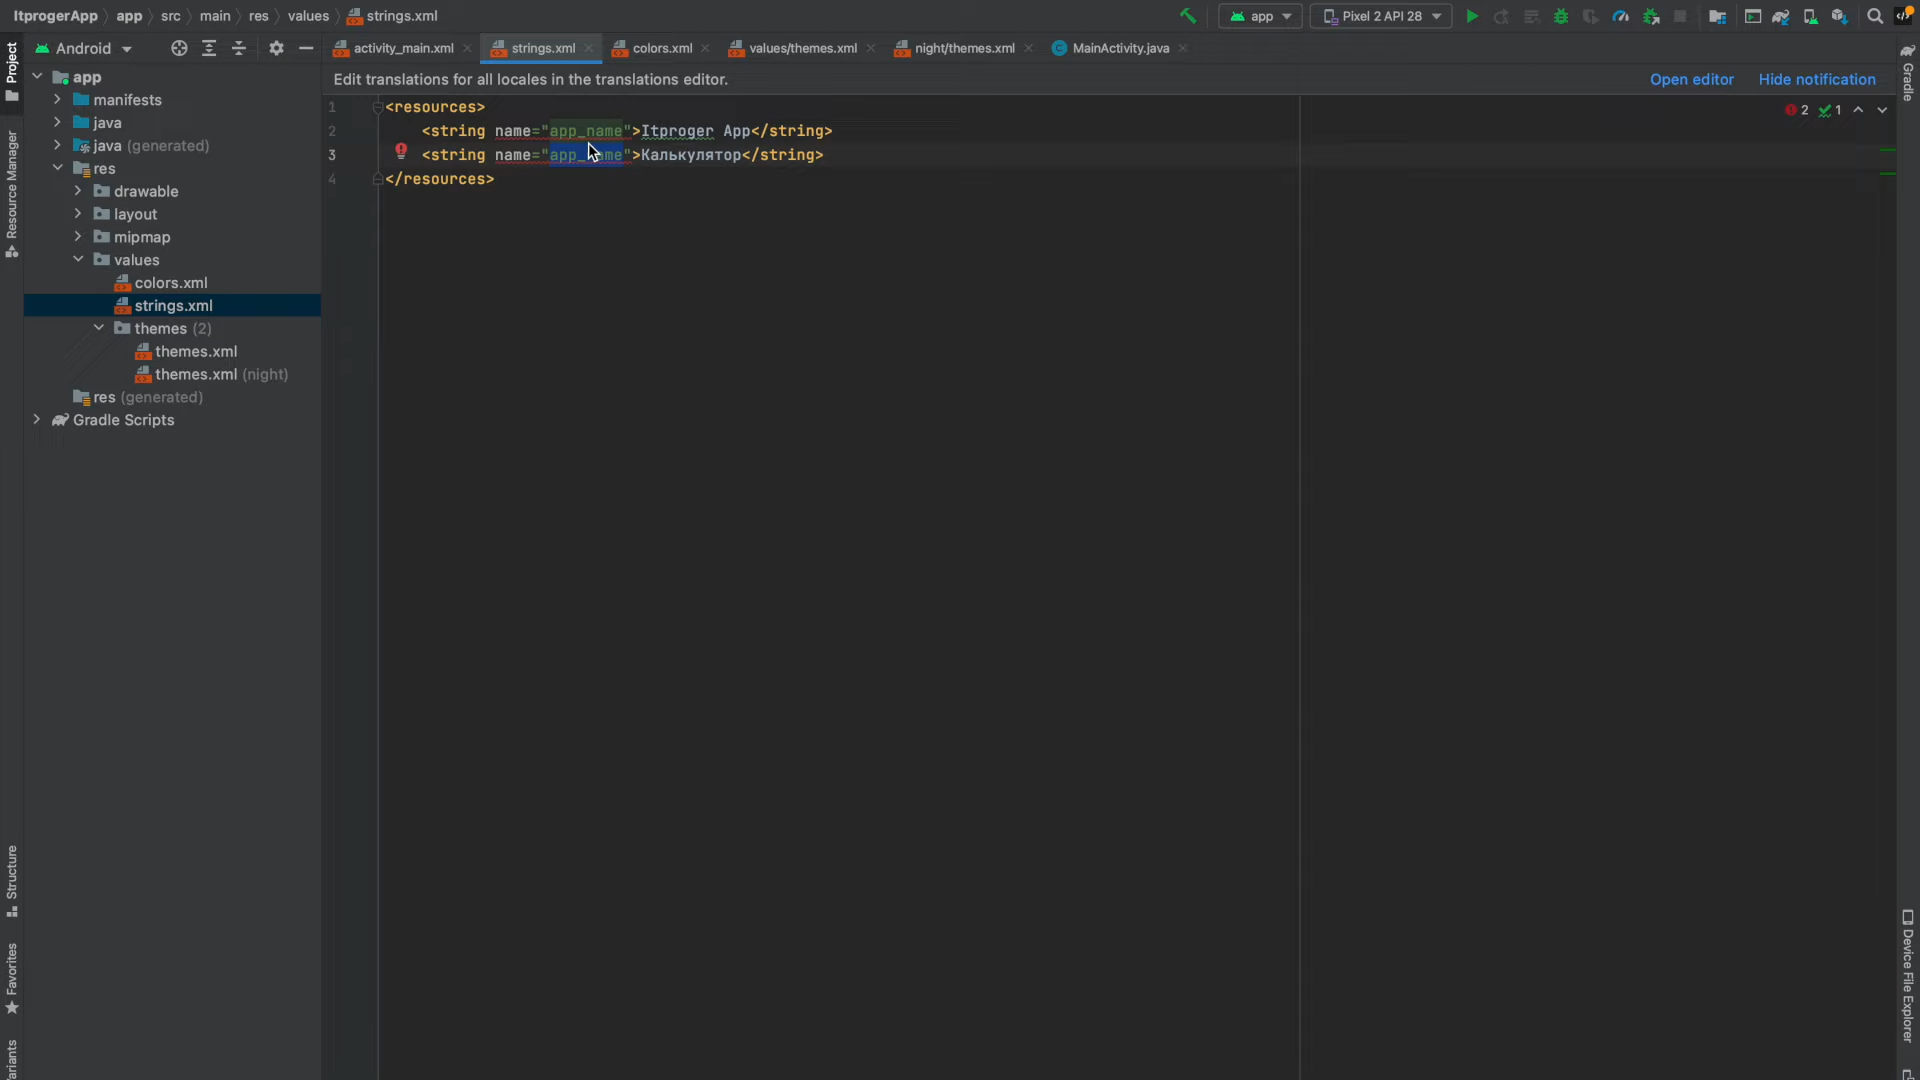 ItprogerApp app src main res values strings.xml
app Pixel 2 API 28
Project
Android
activity_main.xml strings.xml colors.xml values/themes.xml night/themes.xml MainActivity.java
Gradle
Edit translations for all locales in the translations editor. Open editor Hide notification
app
manifests
java
java (generated)
res
drawable
layout
mipmap
values
colors.xml
strings.xml
themes (2)
themes.xml
themes.xml (night)
res (generated)
Gradle Scripts
Resource Manager
1 <resources>
2 <string name="app_name">Itproger App</string>
3 <string name="app_name">Калькулятор</string>
4 </resources>
2 1
Structure
Favorites
Device File Explorer